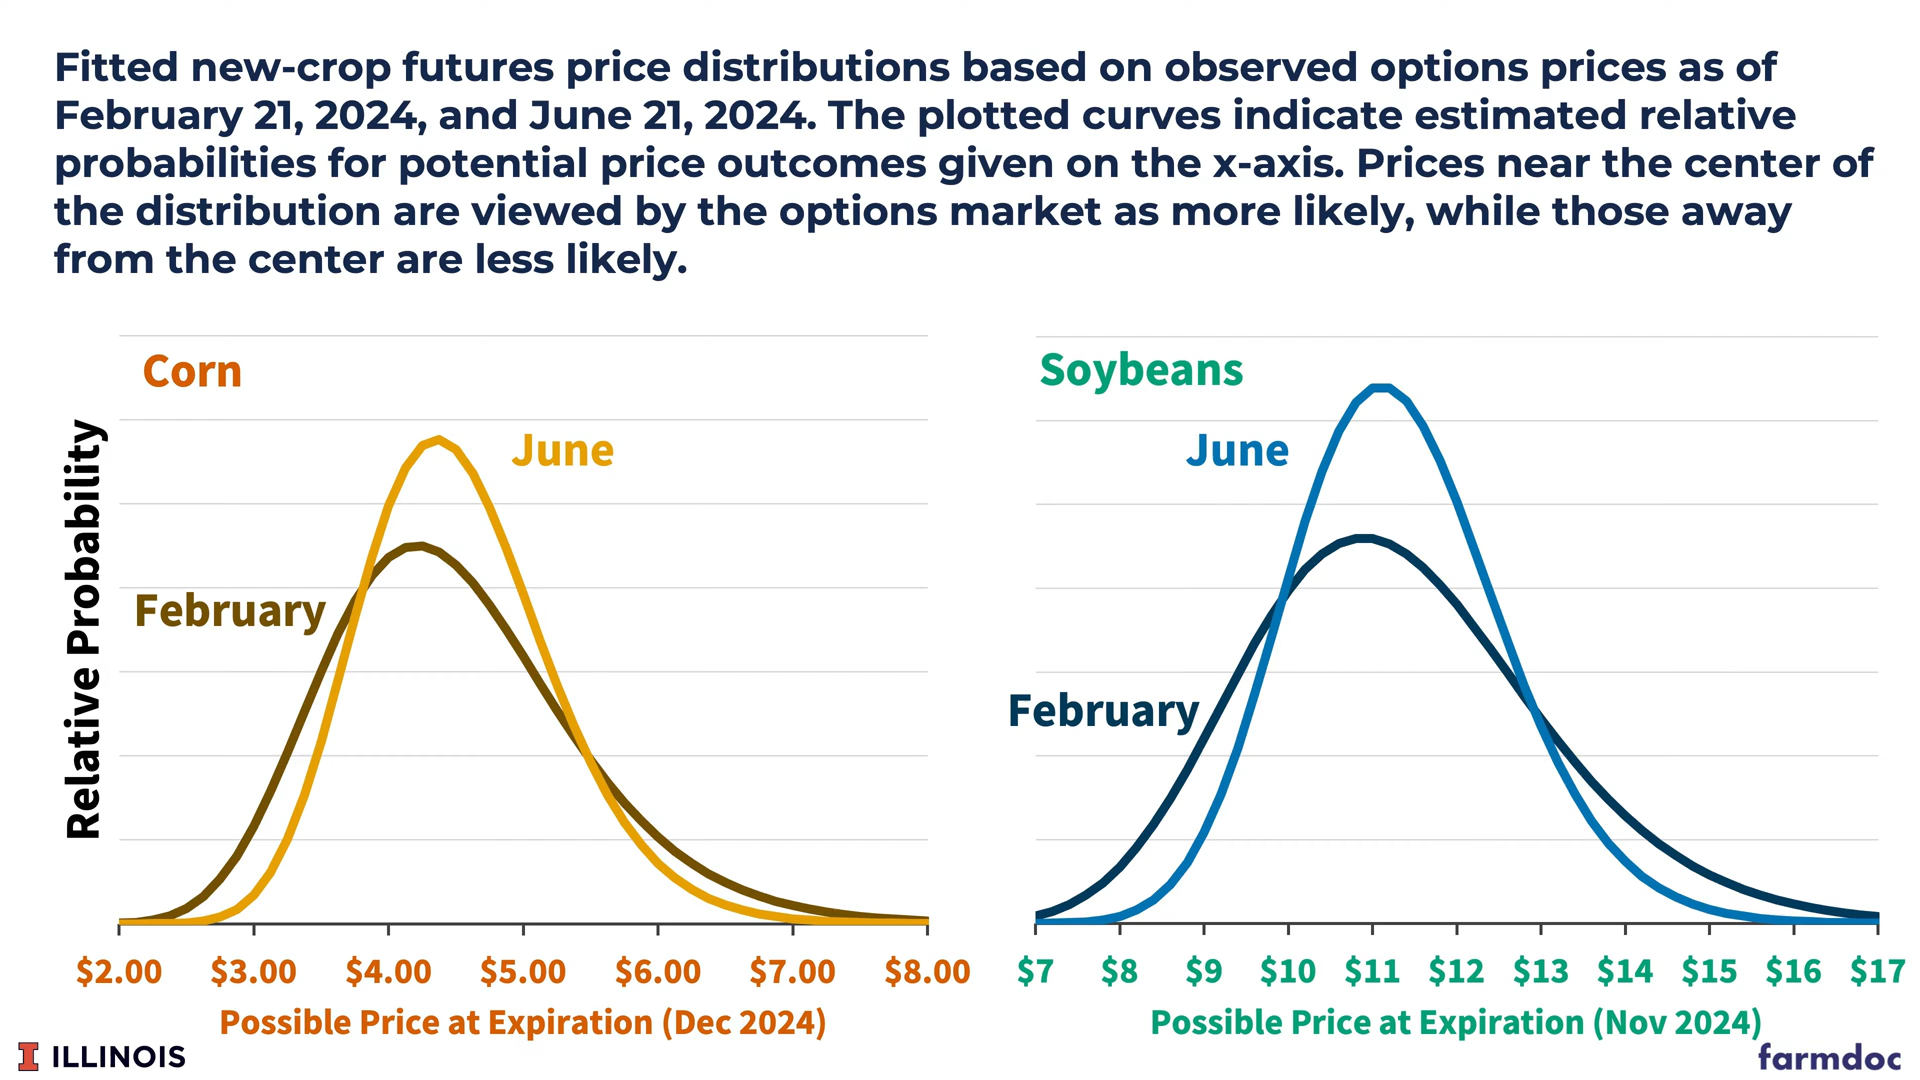 Fitted new-crop futures price distributions based on observed options prices as of
February 21, 2024, and June 21, 2024. The plotted curves indicate estimated relative
probabilities for potential price outcomes given on the x-axis. Prices near the center of
the distribution are viewed by the options market as more likely, while those away
from the center are less likely.
Corn
June
February
Relative Probability
$2.00 $3.00 $4.00 $5.00 $6.00 $7.00 $8.00
Possible Price at Expiration (Dec 2024)
Soybeans
June
February
$7 $8 $9 $10 $11 $12 $13 $14 $15 $16 $17
Possible Price at Expiration (Nov 2024)
I ILLINOIS
farmdoc